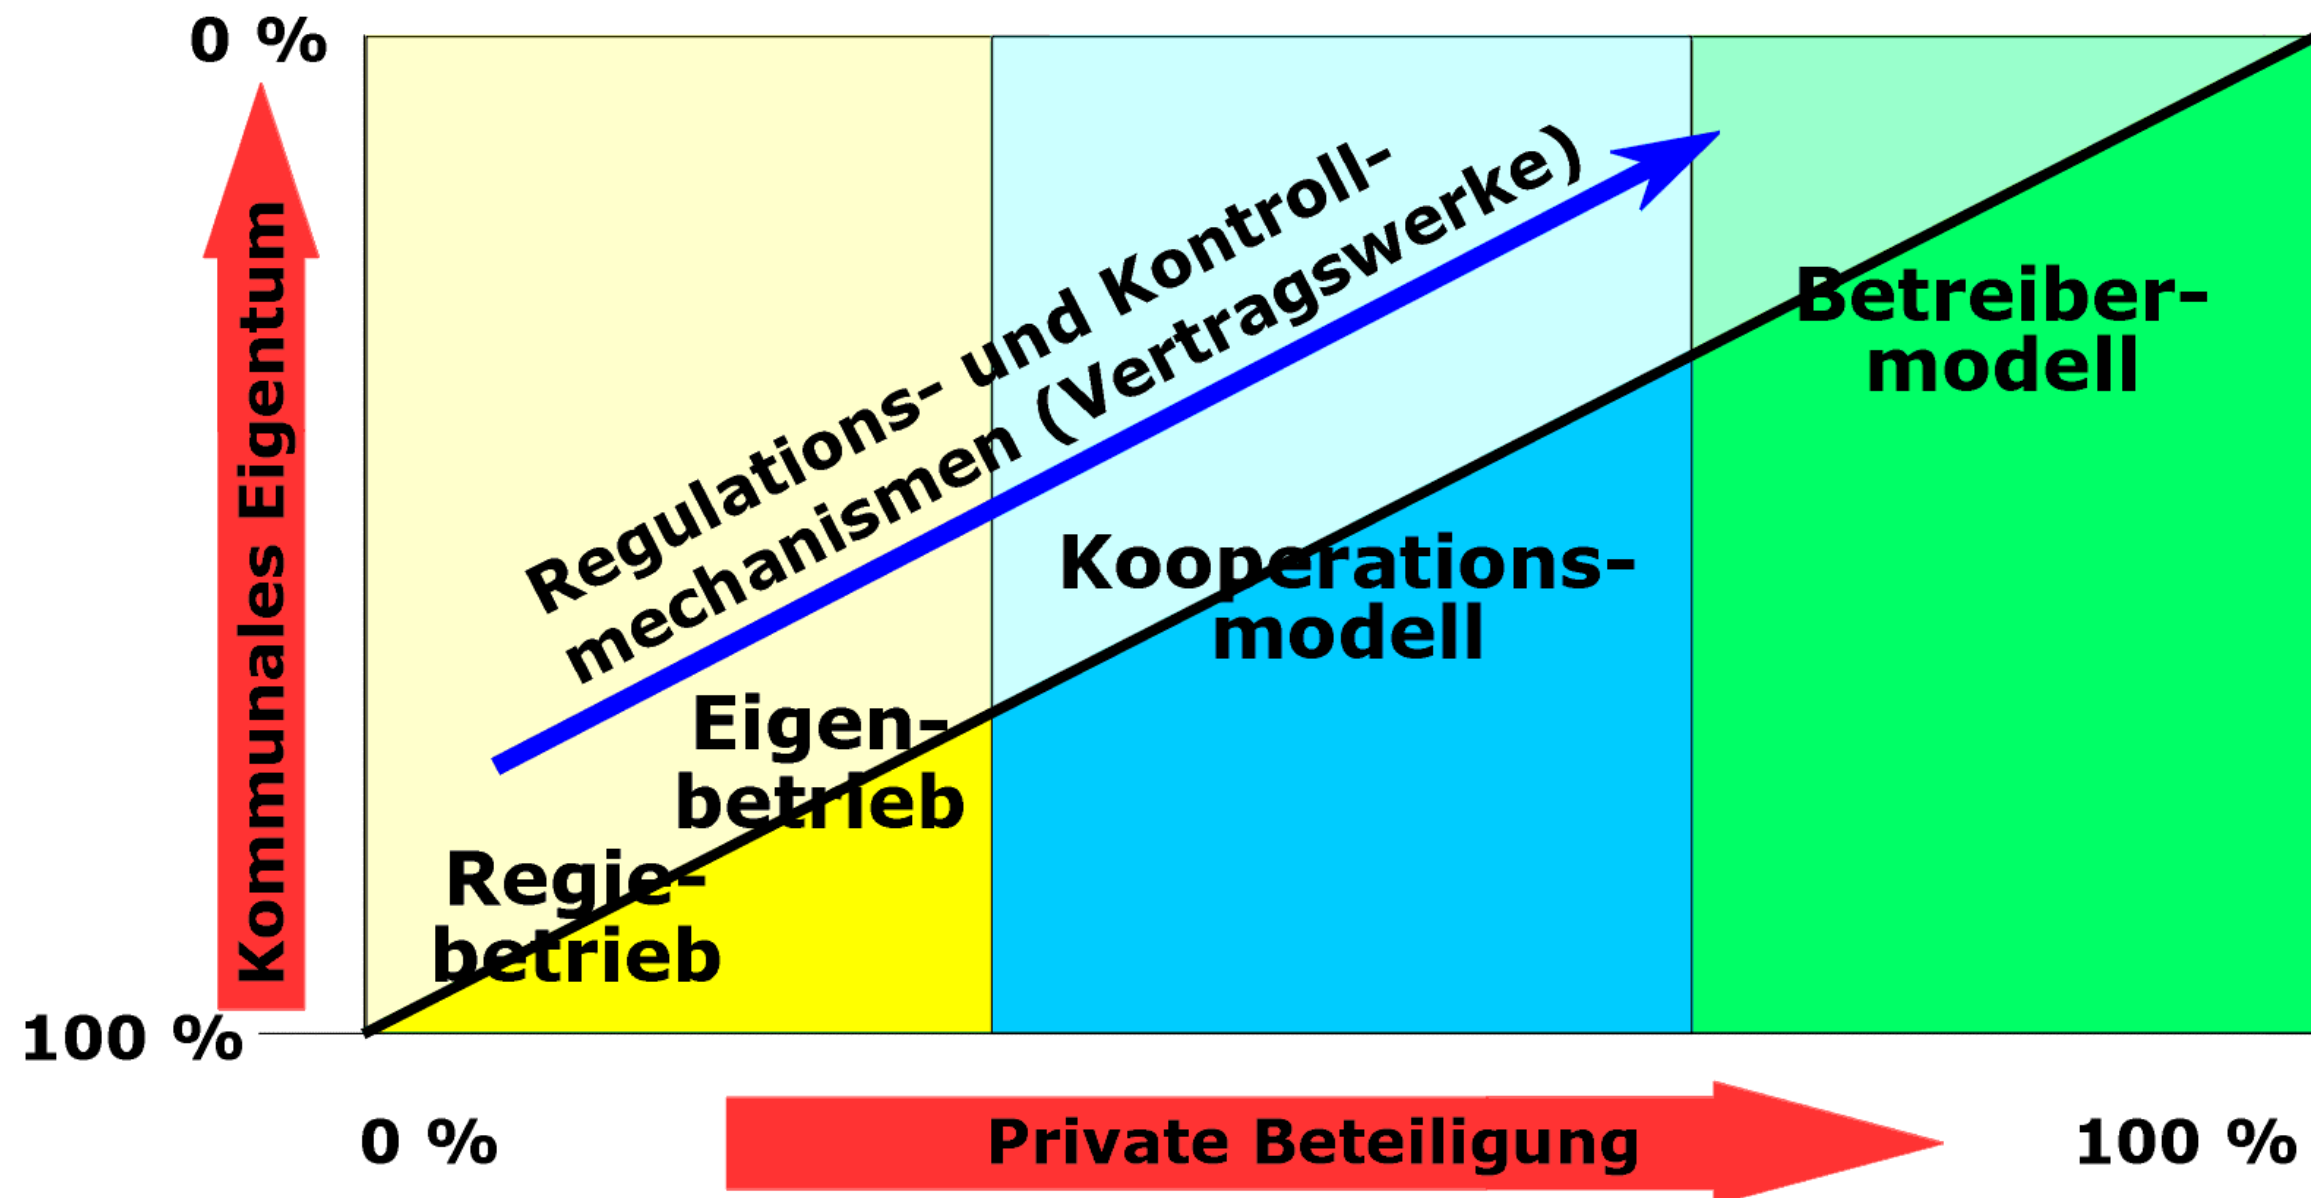 0 %
Kommunales Eigentum
100 %
Regulations- und Kontroll-
mechanismen (Vertragswerke)
Betreiber-
modell
Kooperations-
modell
Eigen-
betrieb
Regie-
betrieb
0 %
Private Beteiligung
100 %